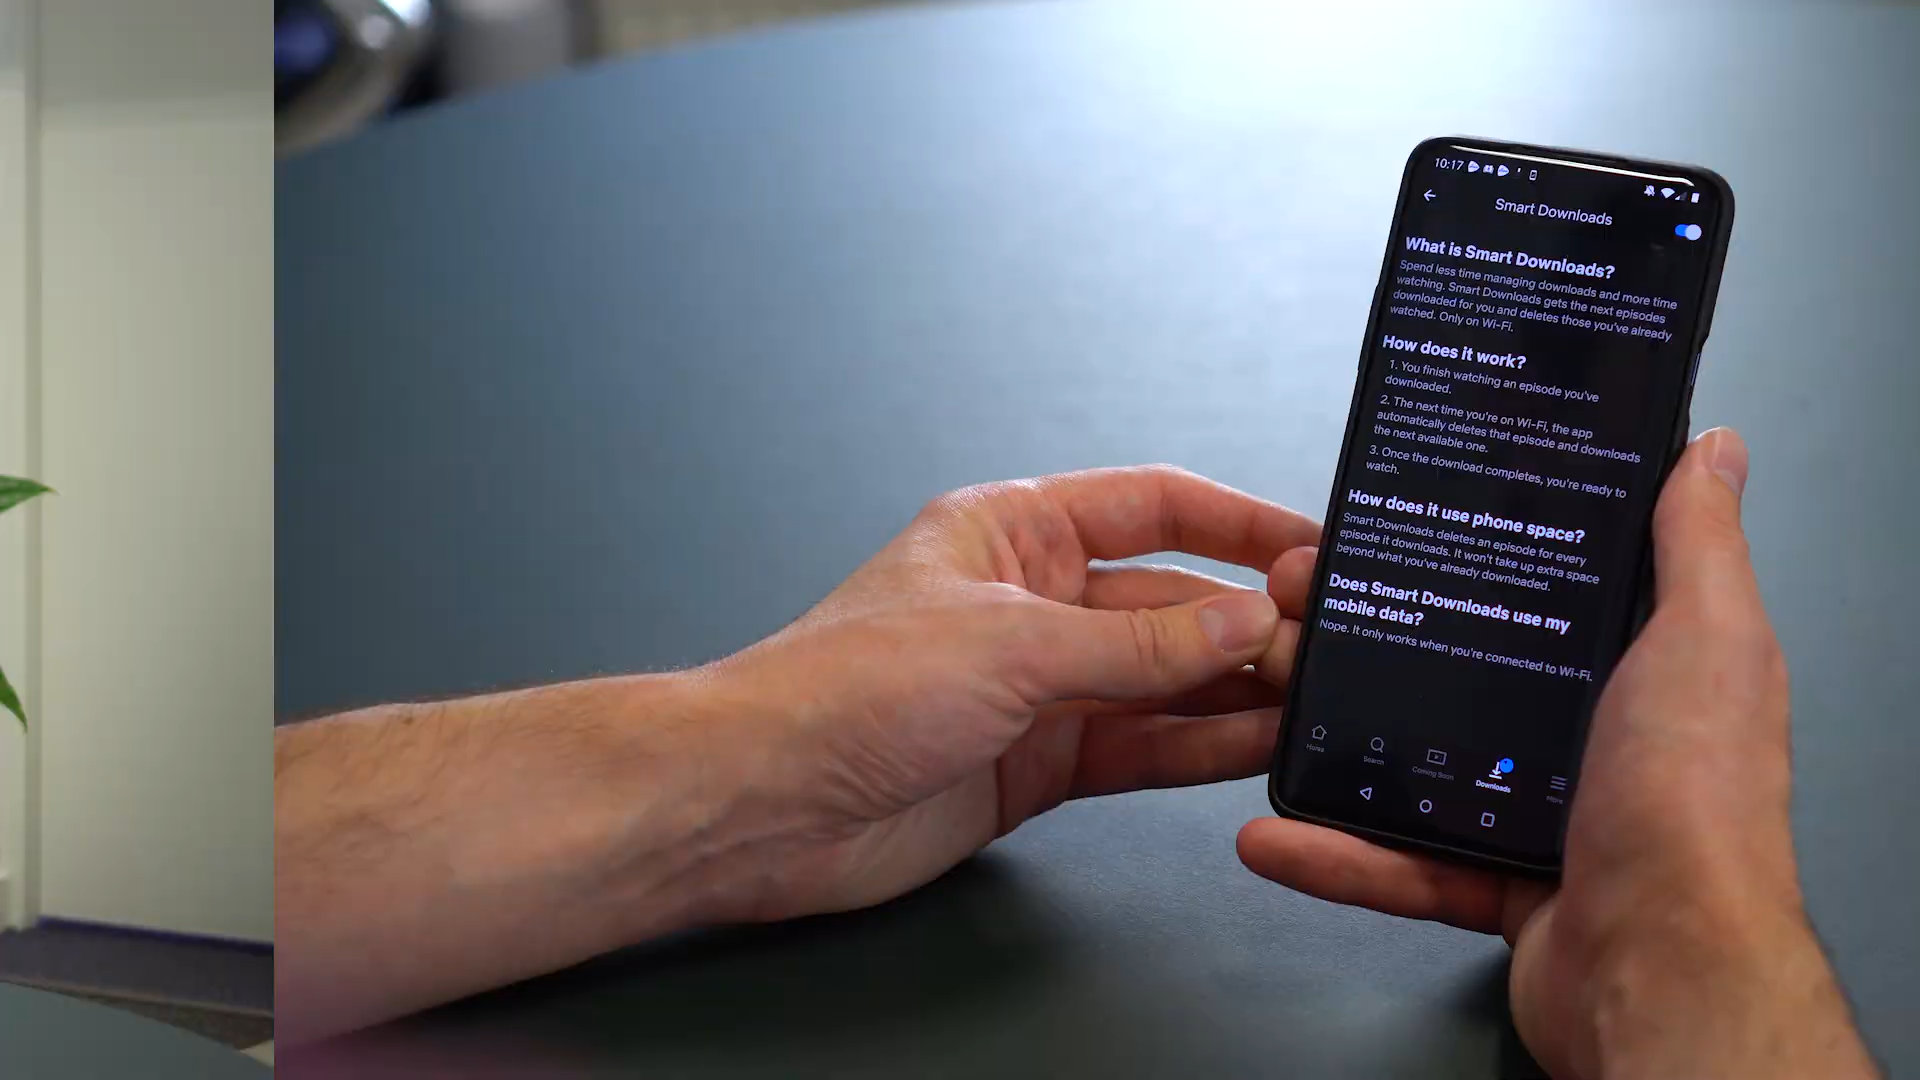 10:17
Smart Downloads
What is Smart Downloads?
Spend less time managing downloads and more time
watching. Smart Downloads gets the next episodes
downloaded for you and deletes those you've already
watched. Only on Wi-Fi.
How does it work?
1. You finish watching an episode you've
downloaded.
2. The next time you're on Wi-Fi, the app
automatically deletes that episode and downloads
the next available one.
3. Once the download completes, you're ready to
watch.
How does it use phone space?
Smart Downloads deletes an episode for every
episode it downloads. It won't take up extra space
beyond what you've already downloaded.
Does Smart Downloads use my
mobile data?
Nope. It only works when you're connected to Wi-Fi.
Home
Search
Coming Soon
Downloads
More